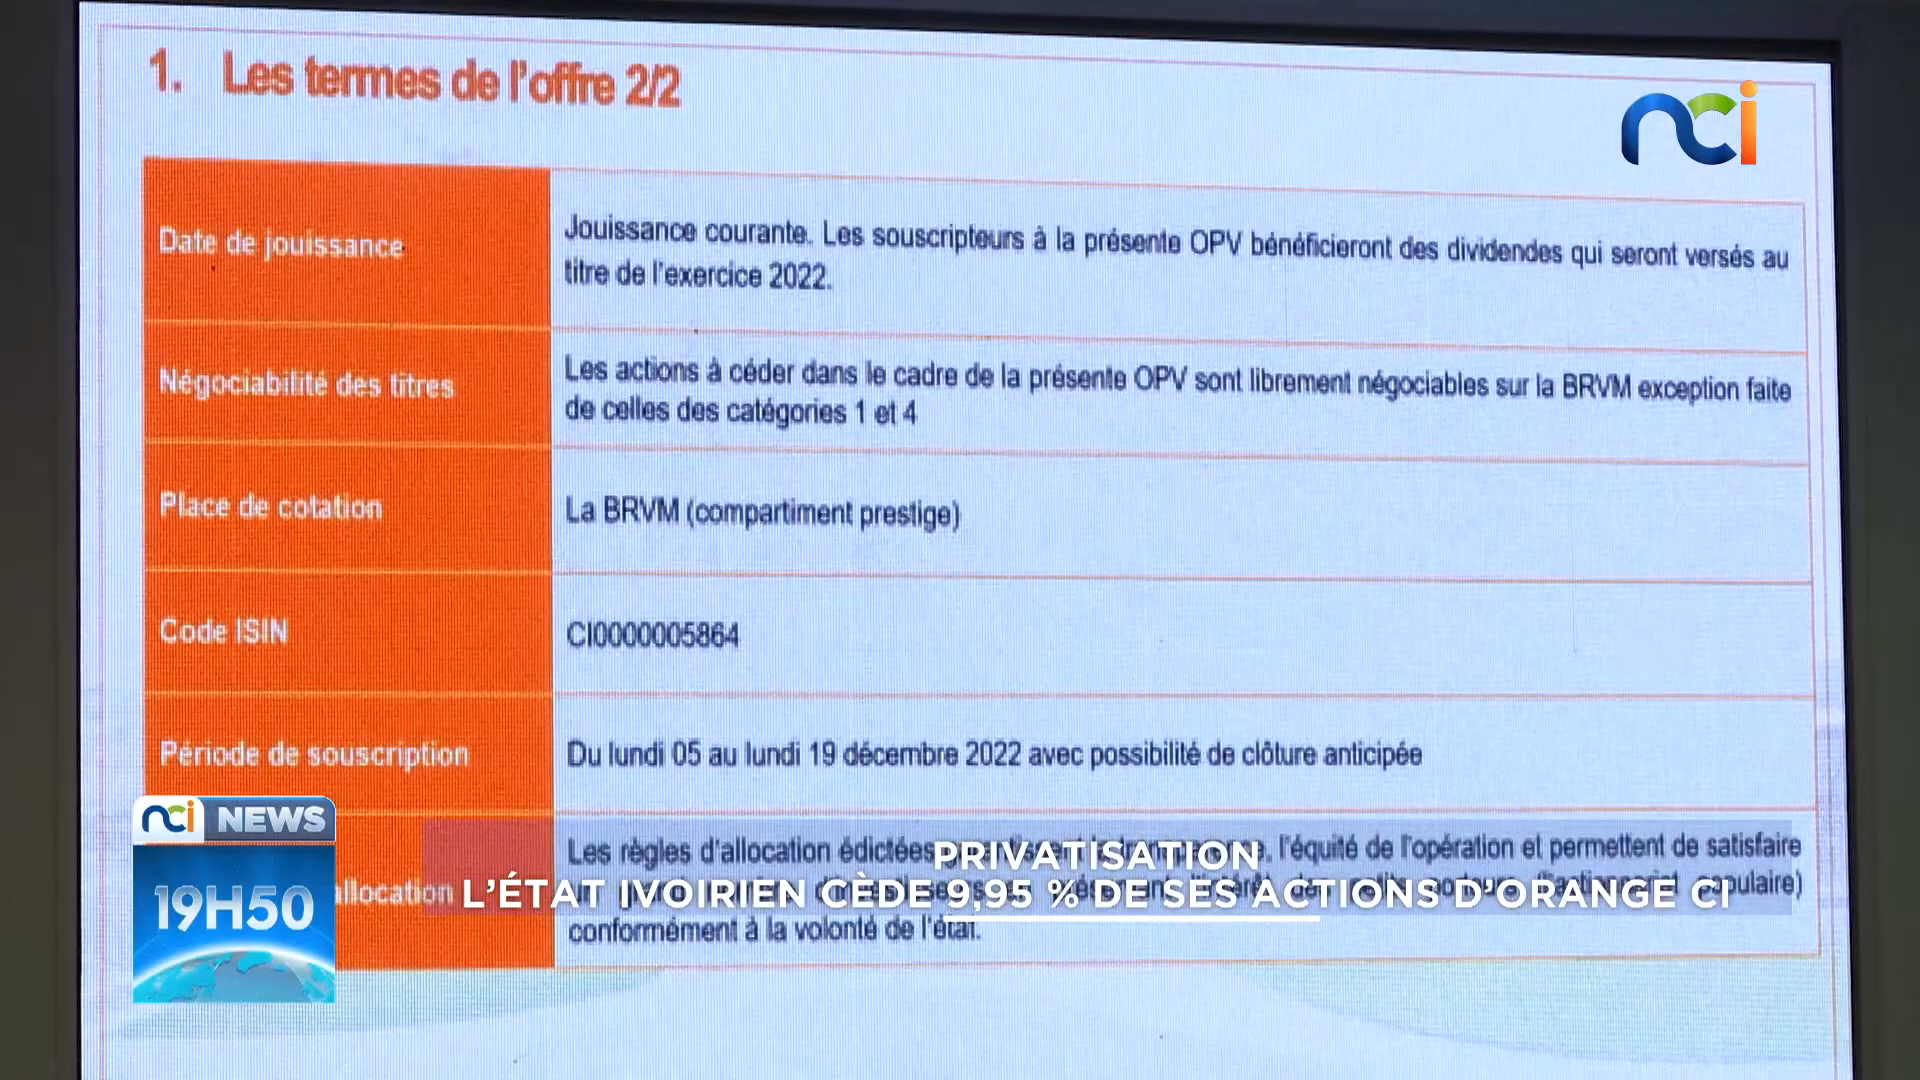 1. Les termes de l'offre 2/2
nci
Date de jouissance
Jouissance courante. Les souscripteurs à la présente OPV bénéficieront des dividendes qui seront versés au
titre de l'exercice 2022.
Négociabilité des titres
Les actions à céder dans le cadre de la présente OPV sont librement négociables sur la BRVM exception faite
de celles des catégories 1 et 4
Place de cotation
La BRVM (compartiment prestige)
Code ISIN
CI0000005864
Période de souscription
Du lundi 05 au lundi 19 décembre 2022 avec possibilité de clôture anticipée
allocation
Les règles d'allocation édictées l'équité de l'opération et permettent de satisfaire
conformément à la volonté de l'état.
nci NEWS
19H50
PRIVATISATION
L'ÉTAT IVOIRIEN CÈDE 9,95 % DE SES ACTIONS D'ORANGE CI